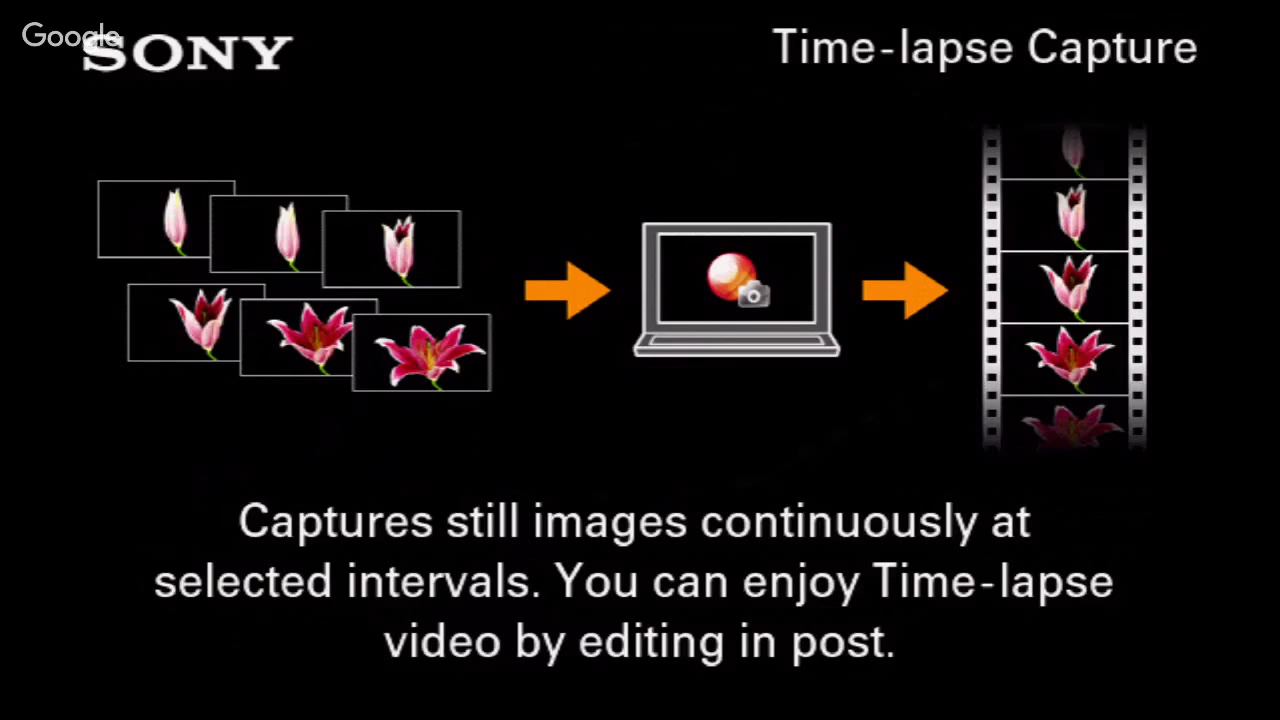 Google
SONY
Time-lapse Capture
Captures still images continuously at
selected intervals. You can enjoy Time-lapse
video by editing in post.